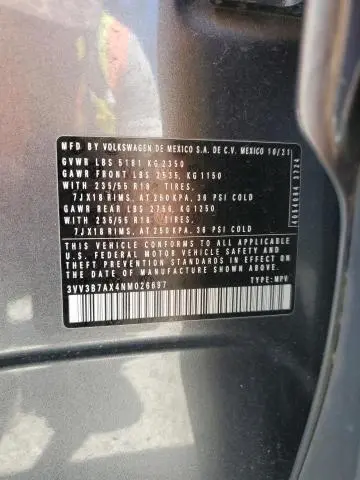 MFD. BY VOLKSWAGEN DE MEXICO S.A. DE C.V. MEXICO 10/21
GVWR LBS 5181 KG 2350
GAWR FRONT LBS 2535, KG 1150
WITH 235/55 R18 - TIRES,
7JX18 RIMS, AT 250 KPA, 36 PSI COLD
GAWR REAR LBS 2756, KG 1250
WITH 235/55 R18 - TIRES,
7JX18 RIMS, AT 250 KPA, 36 PSI COLD
THIS VEHICLE CONFORMS TO ALL APPLICABLE
U.S. FEDERAL MOTOR VEHICLE SAFETY AND
THEFT PREVENTION STANDARDS IN EFFECT ON
THE DATE OF MANUFACTURE SHOWN ABOVE.
3VV3B7AX4NM026697 TYPE: MPV
4054084 3724